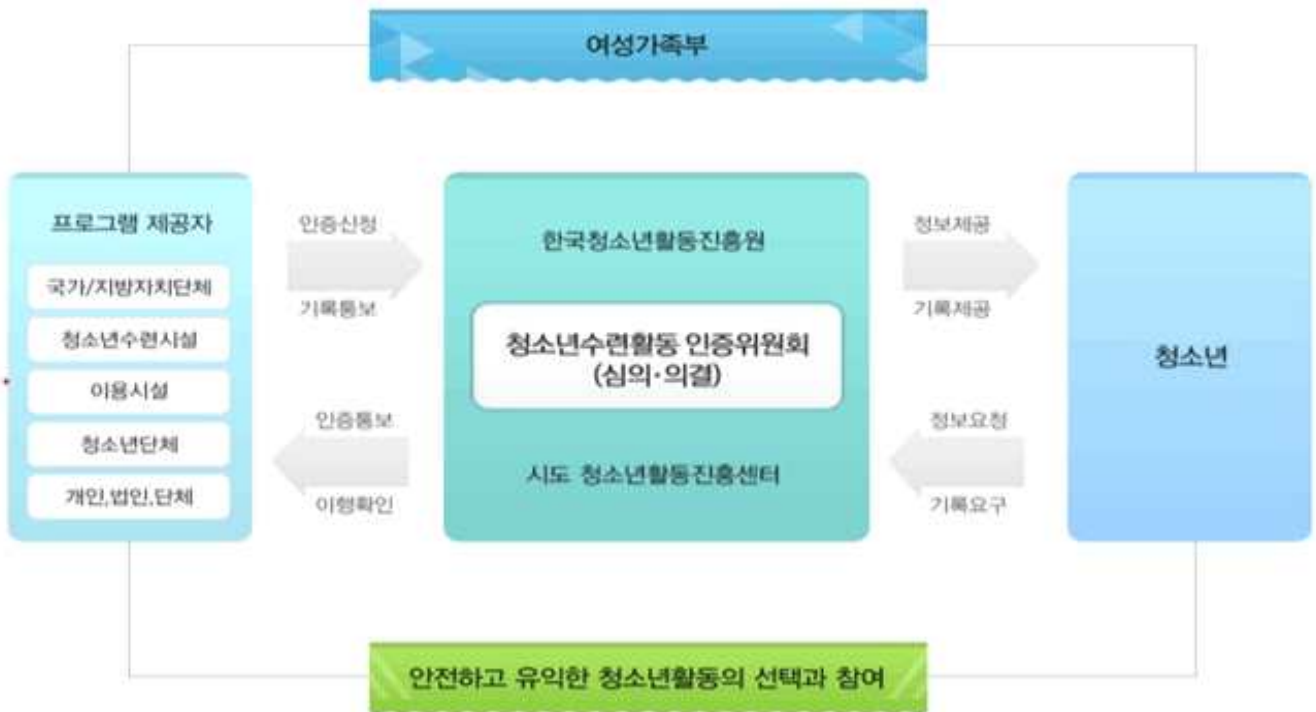 여성가족부
프로그램 제공자
국가/지방자치단체
청소년수련시설
이용시설
청소년단체
개인,법인,단체
인증신청
기록통보
인증통보
이행확인
한국청소년활동진흥원
청소년수련활동 인증위원회
(심의·의결)
시도 청소년활동진흥센터
정보제공
기록제공
정보요청
기록요구
청소년
안전하고 유익한 청소년활동의 선택과 참여